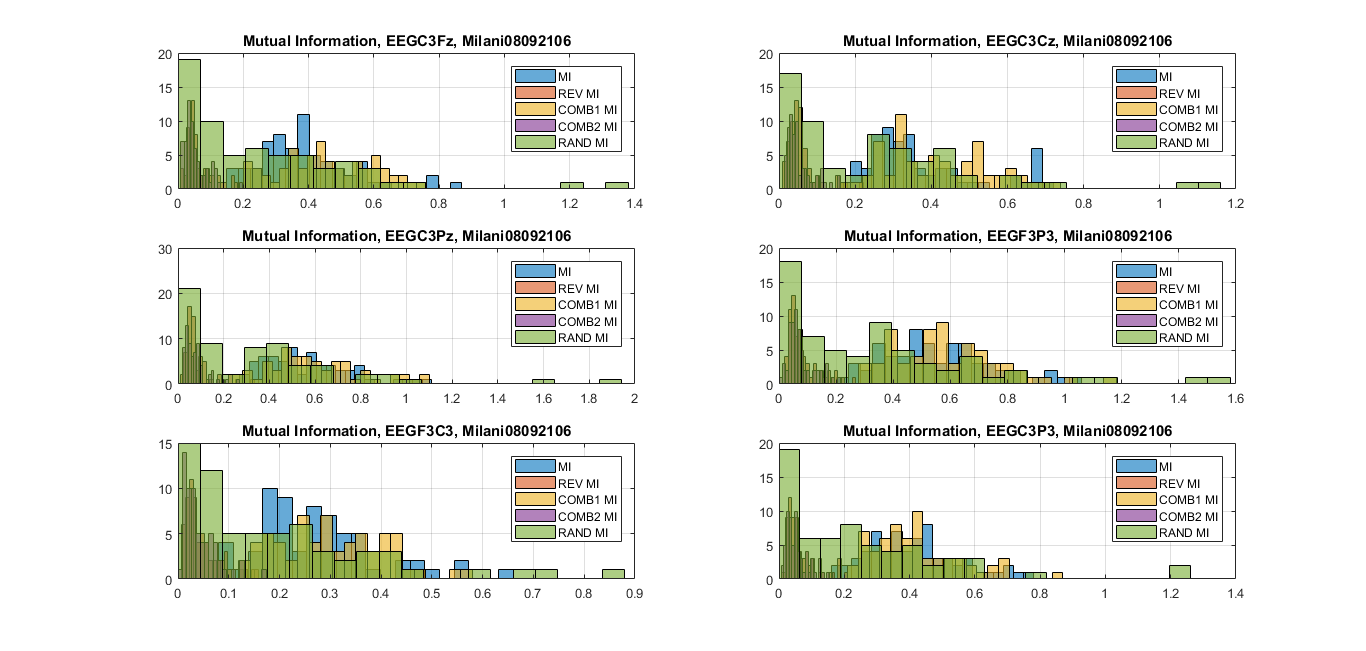 Mutual Information, EEGC3Fz, Milani08092106
20
15
10
5
0
0 0.2 0.4 0.6 0.8 1 1.2 1.4
MI
REV MI
COMB1 MI
COMB2 MI
RAND MI
Mutual Information, EEGC3Cz, Milani08092106
20
15
10
5
0
0 0.2 0.4 0.6 0.8 1 1.2
MI
REV MI
COMB1 MI
COMB2 MI
RAND MI
Mutual Information, EEGC3Pz, Milani08092106
30
20
10
0
0 0.2 0.4 0.6 0.8 1 1.2 1.4 1.6 1.8 2
MI
REV MI
COMB1 MI
COMB2 MI
RAND MI
Mutual Information, EEGF3P3, Milani08092106
20
15
10
5
0
0 0.2 0.4 0.6 0.8 1 1.2 1.4 1.6
MI
REV MI
COMB1 MI
COMB2 MI
RAND MI
Mutual Information, EEGF3C3, Milani08092106
15
10
5
0
0 0.1 0.2 0.3 0.4 0.5 0.6 0.7 0.8 0.9
MI
REV MI
COMB1 MI
COMB2 MI
RAND MI
Mutual Information, EEGC3P3, Milani08092106
20
15
10
5
0
0 0.2 0.4 0.6 0.8 1 1.2 1.4
MI
REV MI
COMB1 MI
COMB2 MI
RAND MI